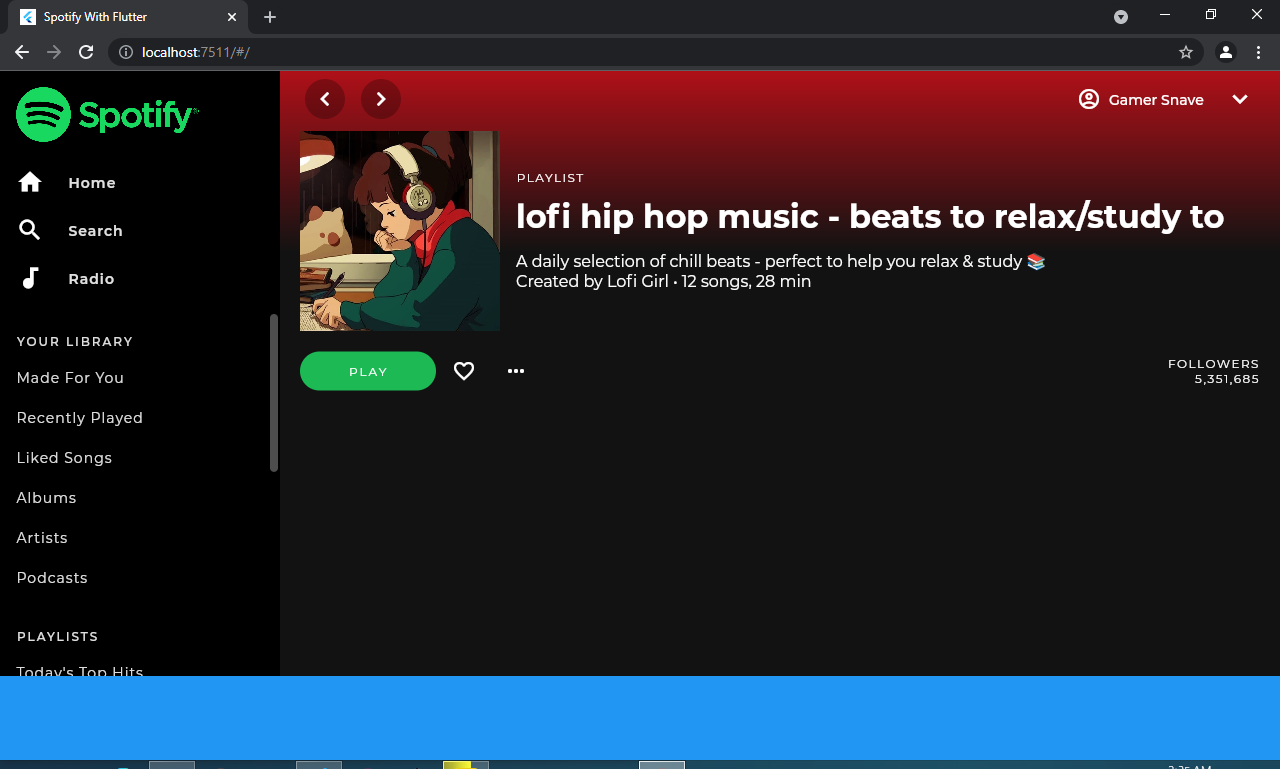 Spotify With Flutter
localhost:7511/#/
Spotify
Home
Search
Radio
YOUR LIBRARY
Made For You
Recently Played
Liked Songs
Albums
Artists
Podcasts
PLAYLISTS
Today's Top Hits
Gamer Snave
PLAYLIST
lofi hip hop music - beats to relax/study to
A daily selection of chill beats - perfect to help you relax & study 📚
Created by Lofi Girl • 12 songs, 28 min
PLAY
FOLLOWERS
5,351,685